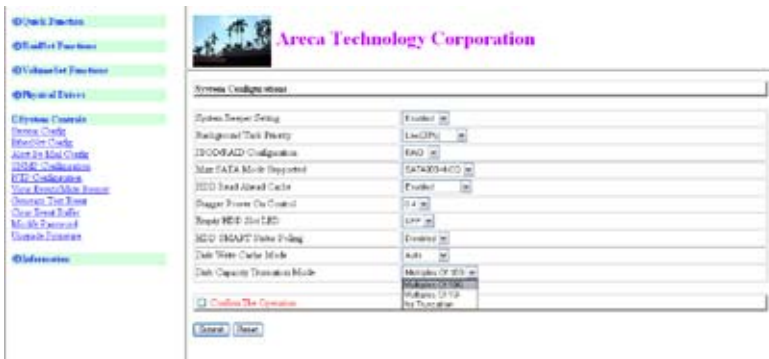 Quick Function
RaidSet Functions
VolumeSet Functions
Physical Drives
System Controls
System Config
EtherNet Config
Alert By Mail Config
SNMP Configuration
NTP Configuration
View Events/Mute Beeper
Generate Test Event
Clear Event Buffer
Modify Password
Upgrade Firmware
Information
Areca Technology Corporation
System Configurations
System Beeper Setting Enabled
Background Task Priority Low(20%)
JBOD/RAID Configuration RAID
Max SATA Mode Supported SATA300+NCQ
HDD Read Ahead Cache Enabled
Stagger Power On Control 0.4
Empty HDD Slot LED OFF
HDD SMART Status Polling Disabled
Disk Write Cache Mode Auto
Disk Capacity Truncation Mode Multiples Of 10G
Multiples Of 10G
Multiples Of 1G
No Truncation
Confirm The Operation
Submit Reset